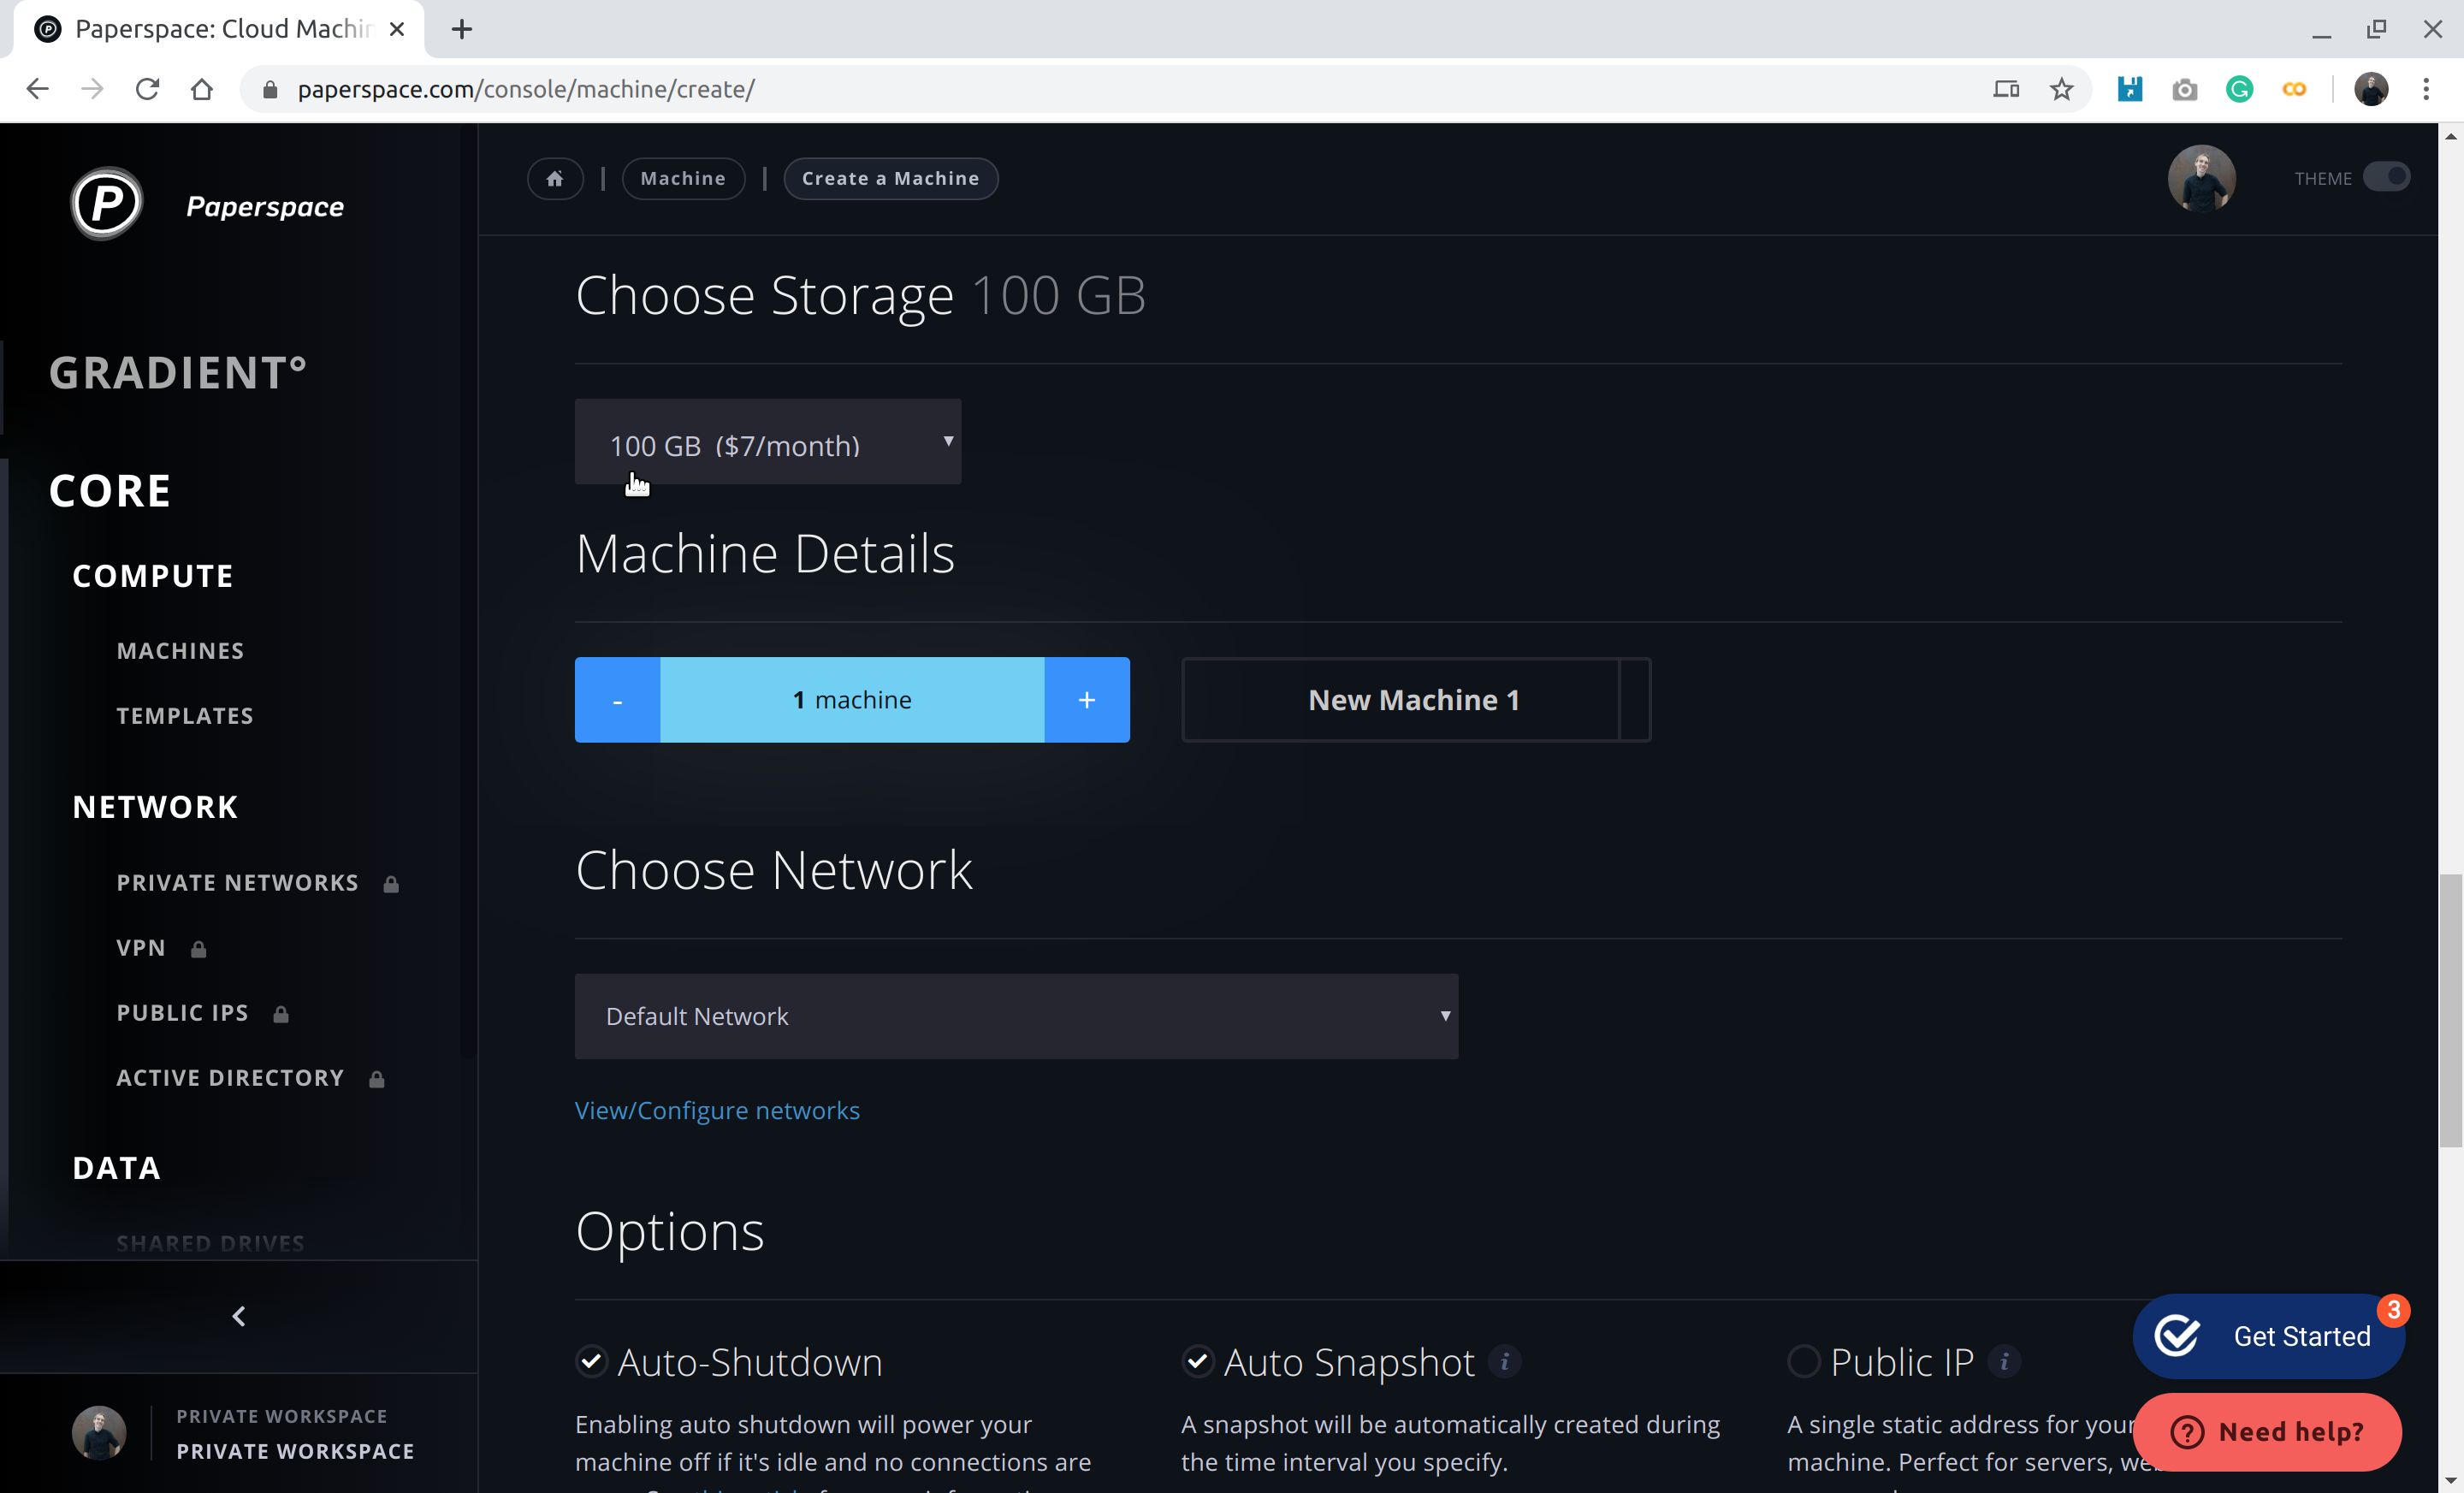 Paperspace: Cloud Machin
paperspace.com/console/machine/create/
Paperspace
Machine
Create a Machine
THEME
GRADIENT°
CORE
COMPUTE
MACHINES
TEMPLATES
NETWORK
PRIVATE NETWORKS
VPN
PUBLIC IPS
ACTIVE DIRECTORY
DATA
SHARED DRIVES
PRIVATE WORKSPACE
PRIVATE WORKSPACE
Choose Storage 100 GB
100 GB ($7/month)
Machine Details
- 1 machine +
New Machine 1
Choose Network
Default Network
View/Configure networks
Options
Auto-Shutdown
Enabling auto shutdown will power your
machine off if it's idle and no connections are
Auto Snapshot
A snapshot will be automatically created during
the time interval you specify.
Public IP
A single static address for your
machine. Perfect for servers,
Get Started
3
Need help?